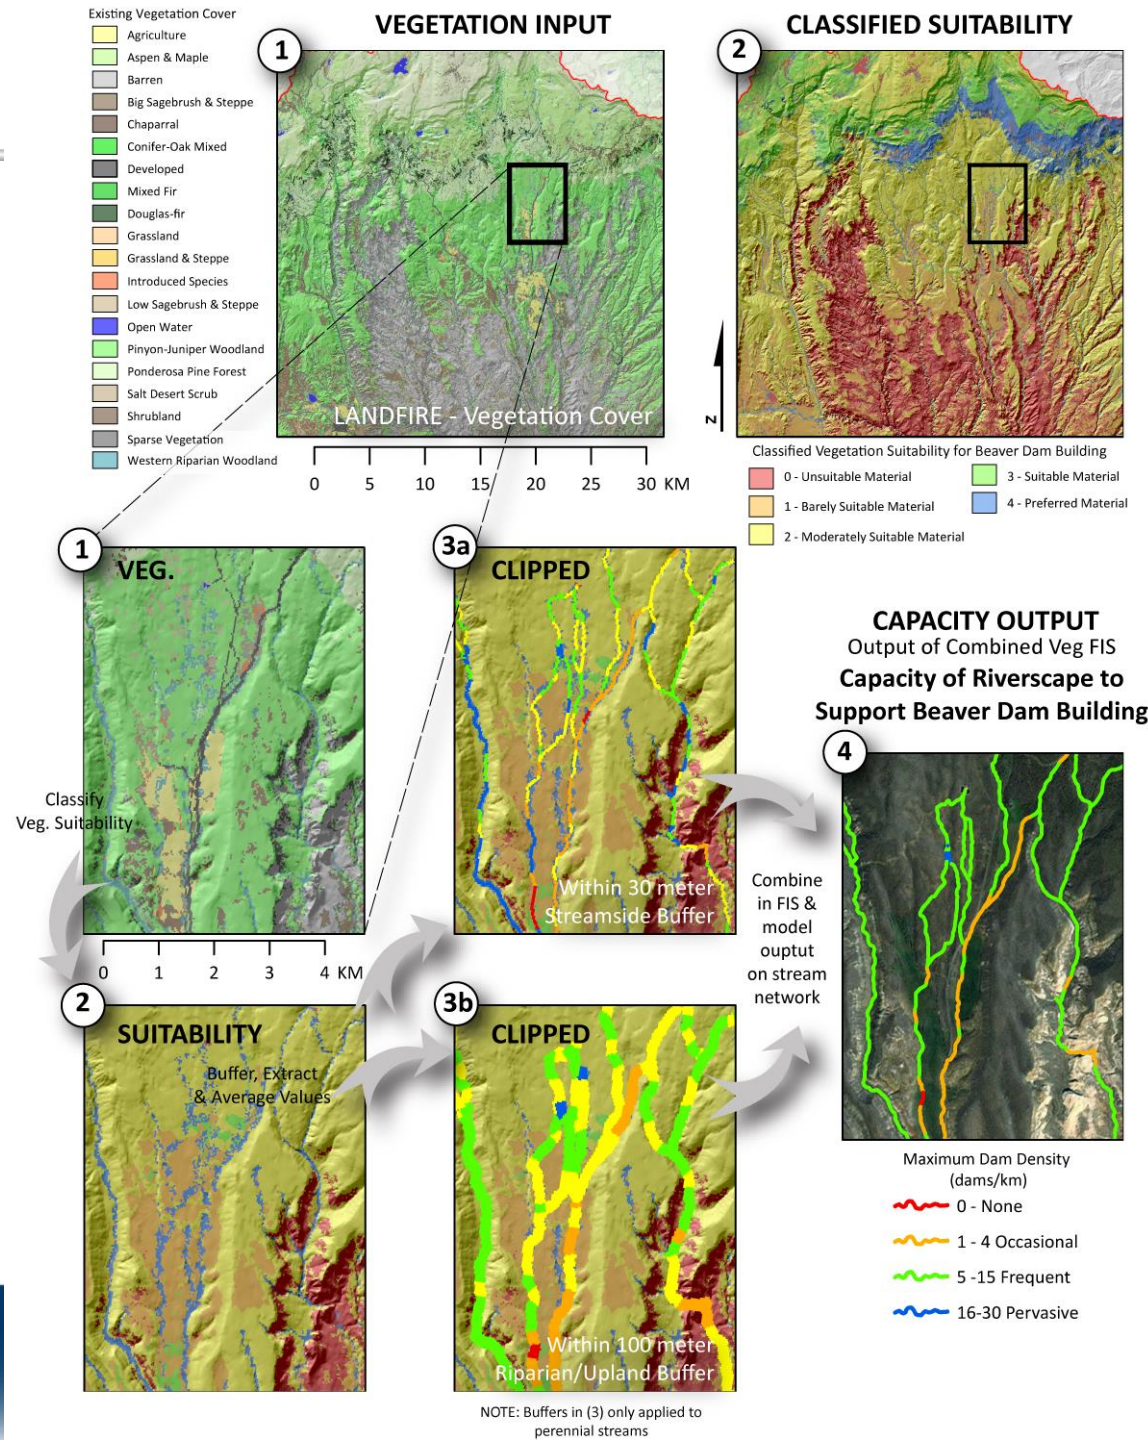 Existing Vegetation Cover
Agriculture
Aspen & Maple
Barren
Big Sagebrush & Steppe
Chaparral
Conifer-Oak Mixed
Developed
Mixed Fir
Douglas-fir
Grassland
Grassland & Steppe
Introduced Species
Low Sagebrush & Steppe
Open Water
Pinyon-Juniper Woodland
Ponderosa Pine Forest
Salt Desert Scrub
Shrubland
Sparse Vegetation
Western Riparian Woodland
VEGETATION INPUT
1
LANDFIRE - Vegetation Cover
0 5 10 15 20 25 30 KM
CLASSIFIED SUITABILITY
2
N
Classified Vegetation Suitability for Beaver Dam Building
0 - Unsuitable Material
1 - Barely Suitable Material
2 - Moderately Suitable Material
3 - Suitable Material
4 - Preferred Material
1
VEG.
Classify
Veg. Suitability
0 1 2 3 4 KM
2
SUITABILITY
Buffer, Extract
& Average Values
3a
CLIPPED
Within 30 meter
Streamside Buffer
3b
CLIPPED
Within 100 meter
Riparian/Upland Buffer
NOTE: Buffers in (3) only applied to
perennial streams
Combine
in FIS &
model
ouptut
on stream
network
CAPACITY OUTPUT
Output of Combined Veg FIS
Capacity of Riverscape to
Support Beaver Dam Building
4
Maximum Dam Density
(dams/km)
0 - None
1 - 4 Occasional
5 -15 Frequent
16-30 Pervasive